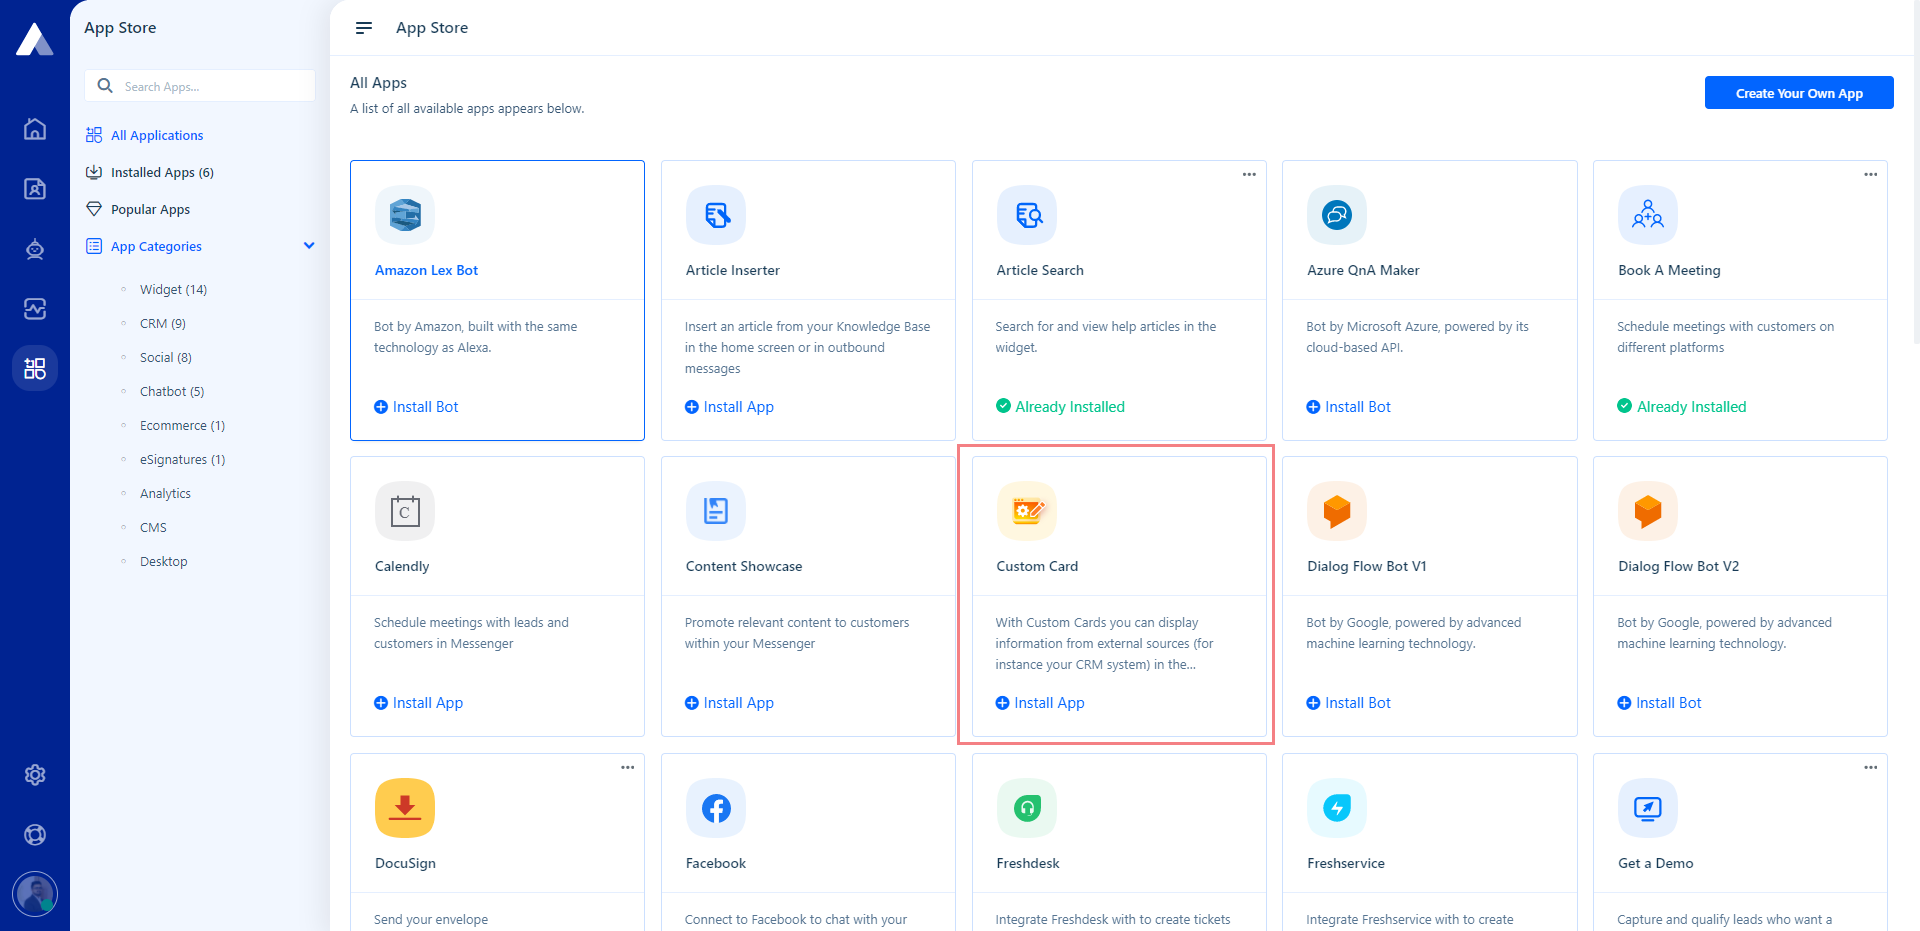 App Store
Search Apps...
All Applications
Installed Apps (6)
Popular Apps
App Categories
Widget (14)
CRM (9)
Social (8)
Chatbot (5)
Ecommerce (1)
eSignatures (1)
Analytics
CMS
Desktop
App Store
All Apps
A list of all available apps appears below.
Create Your Own App
Amazon Lex Bot
Bot by Amazon, built with the same
technology as Alexa.
Install Bot
Article Inserter
Insert an article from your Knowledge Base
in the home screen or in outbound
messages
Install App
Article Search
Search for and view help articles in the
widget.
Already Installed
Azure QnA Maker
Bot by Microsoft Azure, powered by its
cloud-based API.
Install Bot
Book A Meeting
Schedule meetings with customers on
different platforms
Already Installed
C
Calendly
Schedule meetings with leads and
customers in Messenger
Install App
Content Showcase
Promote relevant content to customers
within your Messenger
Install App
Custom Card
With Custom Cards you can display
information from external sources (for
instance your CRM system) in the...
Install App
Dialog Flow Bot V1
Bot by Google, powered by advanced
machine learning technology.
Install Bot
Dialog Flow Bot V2
Bot by Google, powered by advanced
machine learning technology.
Install Bot
DocuSign
Send your envelope
Facebook
Connect to Facebook to chat with your
Freshdesk
Integrate Freshdesk with to create tickets
Freshservice
Integrate Freshservice with to create
Get a Demo
Capture and qualify leads who want a